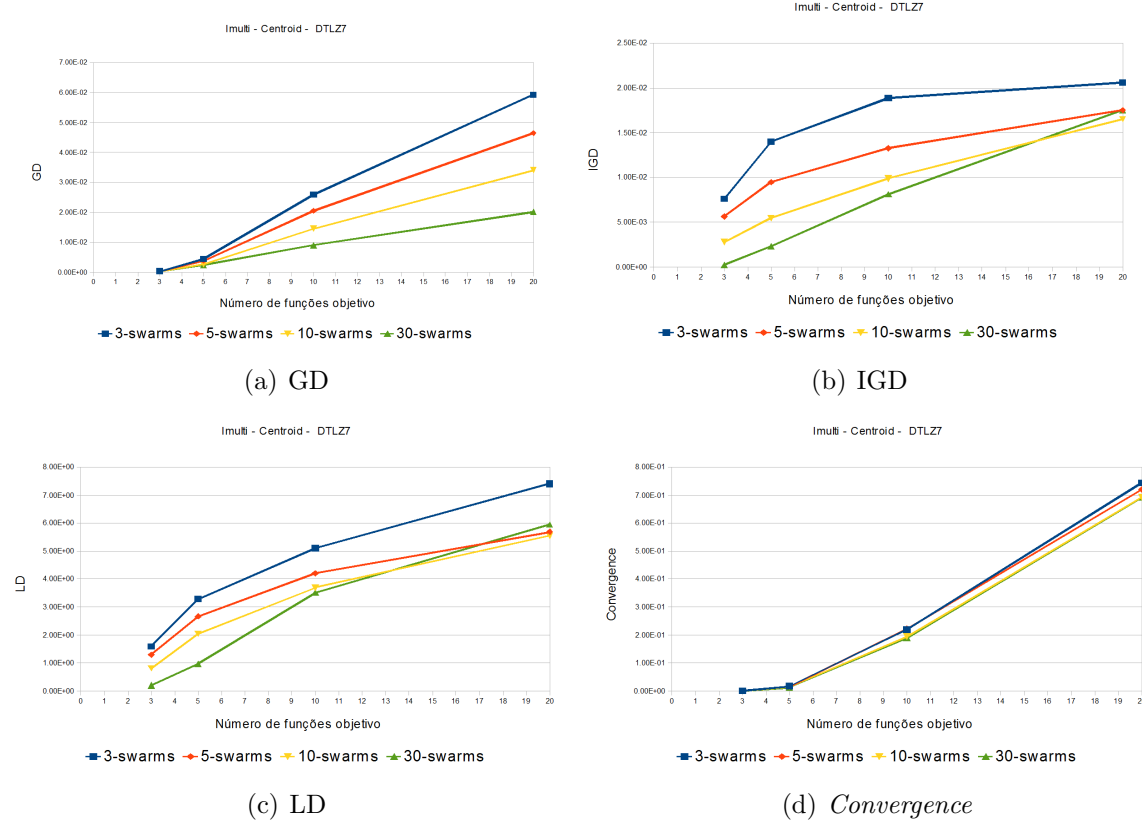 Imulti - Centroid - DTLZ7
7.00E-02
6.00E-02
5.00E-02
4.00E-02
3.00E-02
2.00E-02
1.00E-02
0.00E+00
GD
0 1 2 3 4 5 6 7 8 9 10 11 12 13 14 15 16 17 18 19 20
Número de funções objetivo
3-swarms 5-swarms 10-swarms 30-swarms
(a) GD
Imulti - Centroid - DTLZ7
2.50E-02
2.00E-02
1.50E-02
1.00E-02
5.00E-03
0.00E+00
IGD
0 1 2 3 4 5 6 7 8 9 10 11 12 13 14 15 16 17 18 19 20
Número de funções objetivo
3-swarms 5-swarms 10-swarms 30-swarms
(b) IGD
Imulti - Centroid - DTLZ7
8.00E+00
7.00E+00
6.00E+00
5.00E+00
4.00E+00
3.00E+00
2.00E+00
1.00E+00
0.00E+00
LD
0 1 2 3 4 5 6 7 8 9 10 11 12 13 14 15 16 17 18 19 20
Número de funções objetivo
3-swarms 5-swarms 10-swarms 30-swarms
(c) LD
Imulti - Centroid - DTLZ7
8.00E-01
7.00E-01
6.00E-01
5.00E-01
4.00E-01
3.00E-01
2.00E-01
1.00E-01
0.00E+00
Convergence
0 1 2 3 4 5 6 7 8 9 10 11 12 13 14 15 16 17 18 19
Número de funções objetivo
3-swarms 5-swarms 10-swarms 30-swarms
(d) Convergence